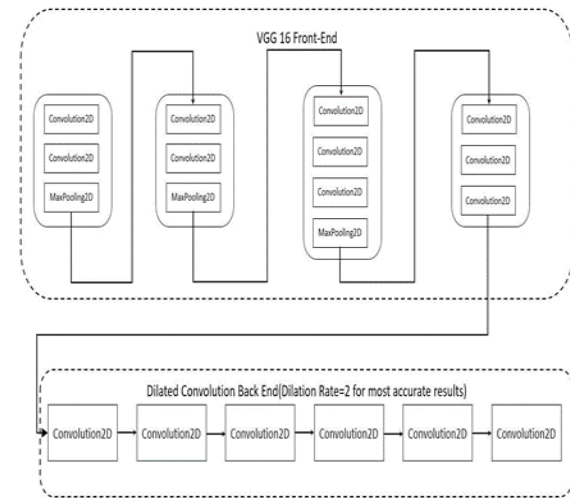 VGG 16 Front-End
Convolution2D
Convolution2D
MaxPooling2D
Convolution2D
Convolution2D
MaxPooling2D
Convolution2D
Convolution2D
Convolution2D
MaxPooling2D
Convolution2D
Convolution2D
Convolution2D
Dilated Convolution Back End(Dilation Rate=2 for most accurate results)
Convolution2D
Convolution2D
Convolution2D
Convolution2D
Convolution2D
Convolution2D